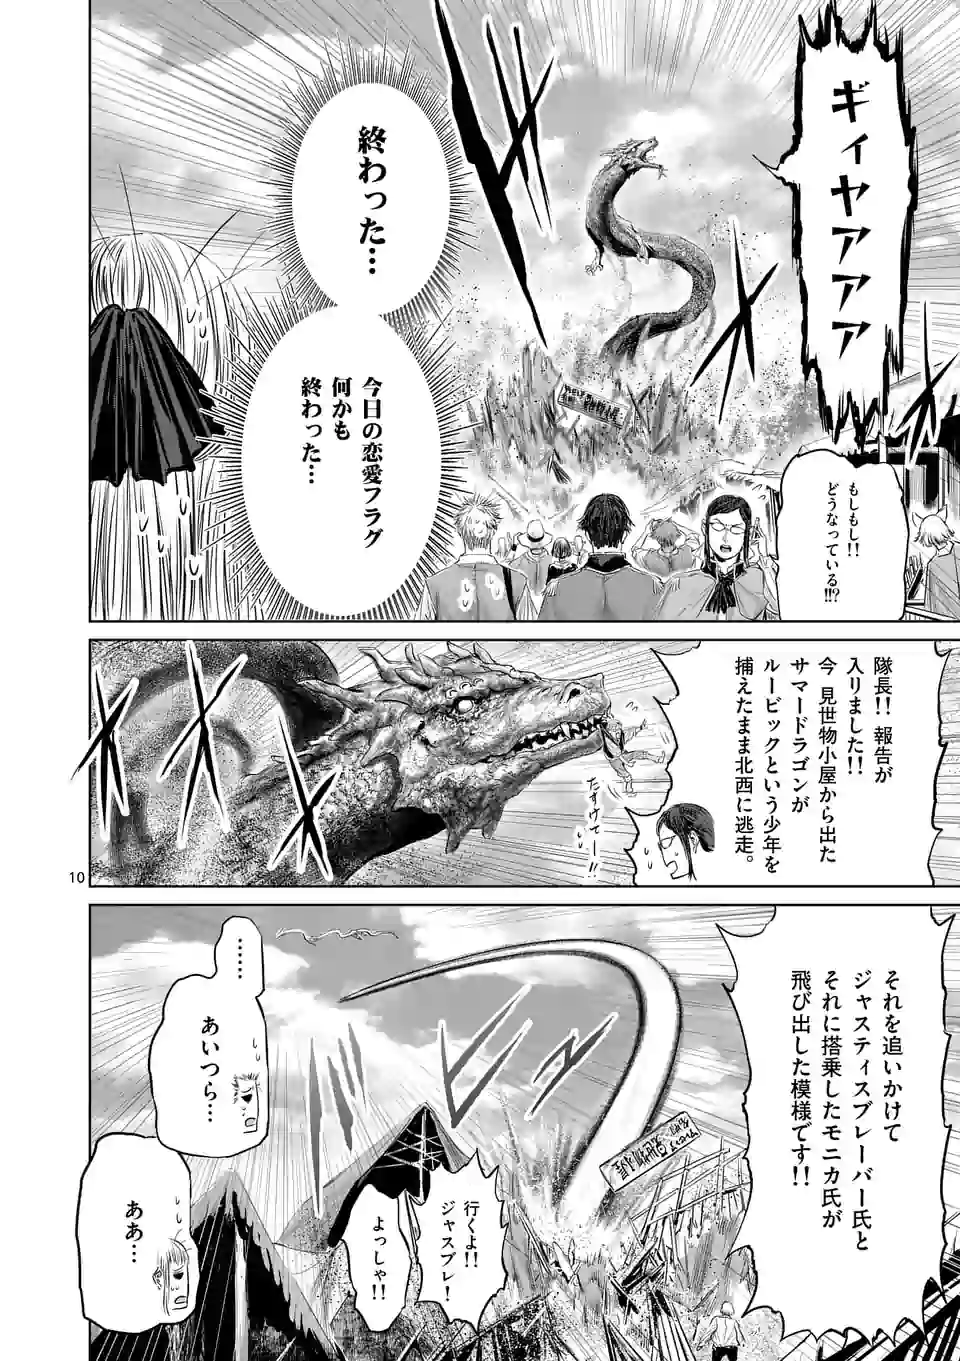 ギィヤアアアア
もしもし!!
どうなっている!!?
終わった…
今日の恋愛フラグ
何かも
終わった…
隊長!! 報告が
入りました!!
今 見世物小屋から出た
サマードラゴンが
ルービックという少年を
捕えたまま北西に逃走。
たすけてー!!
それを追いかけて
ジャスティスブレーバー氏と
それに搭乗したモニカ氏が
飛び出した模様です!!
行くよ!!
ジャスブレ!
よっしゃ!!
……
あいつら…
ああ…
10